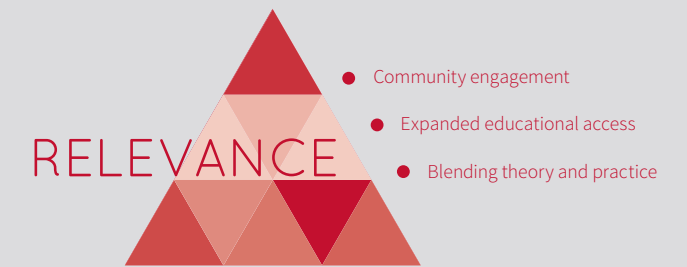 RELEVANCE
Community engagement
Expanded educational access
Blending theory and practice